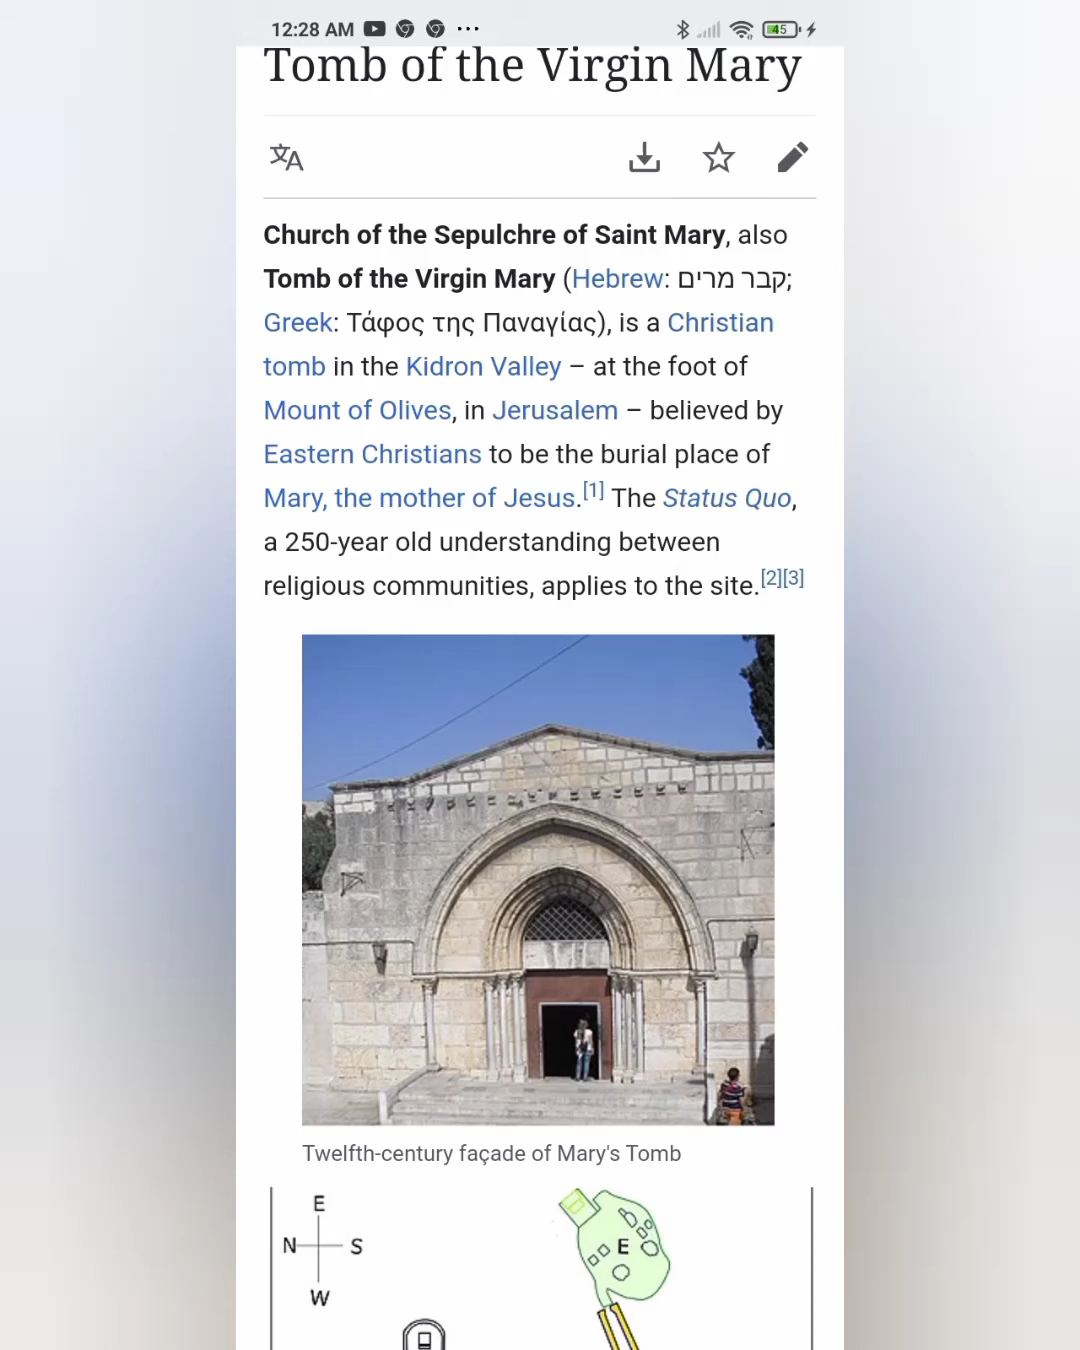 12:28 AM 45
Tomb of the Virgin Mary
文A
Church of the Sepulchre of Saint Mary, also
Tomb of the Virgin Mary (Hebrew: קבר מרים;
Greek: Τάφος της Παναγίας), is a Christian
tomb in the Kidron Valley – at the foot of
Mount of Olives, in Jerusalem – believed by
Eastern Christians to be the burial place of
Mary, the mother of Jesus.[1] The Status Quo,
a 250-year old understanding between
religious communities, applies to the site.[2][3]
Twelfth-century façade of Mary's Tomb
E
N S
W
E